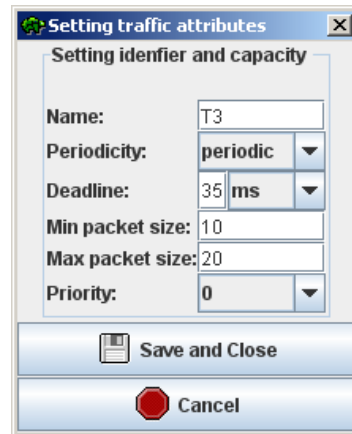 Setting traffic attributes
Setting idenfier and capacity
Name: T3
Periodicity: periodic
Deadline: 35 ms
Min packet size: 10
Max packet size: 20
Priority: 0
Save and Close
Cancel